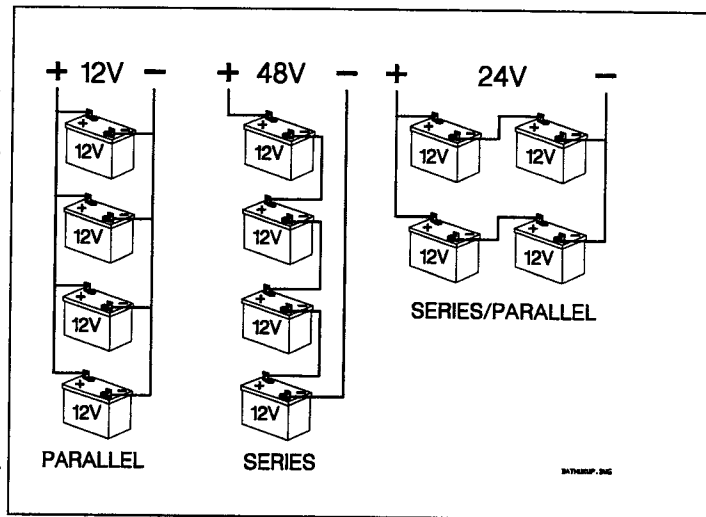 + 12V −
+ 48V −
+ 24V −
+ − 12V
+ − 12V
+ − 12V
+ − 12V
PARALLEL
+ − 12V
+ − 12V
+ − 12V
+ − 12V
SERIES
+ − 12V
+ − 12V
+ − 12V
+ − 12V
SERIES/PARALLEL